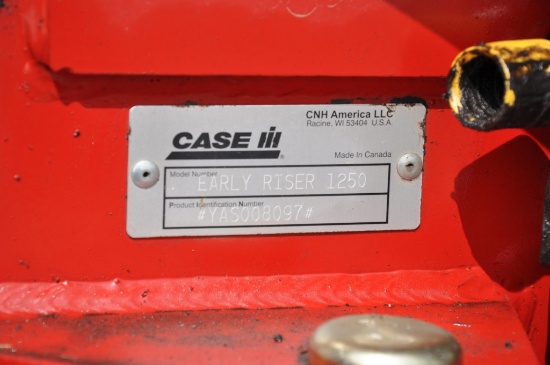 CNH America LLC
Racine, WI 53404 U.S.A.
CASE IH
Made In Canada
Model Number
EARLY RISER 1250
Product Identification Number
#YAS008097#